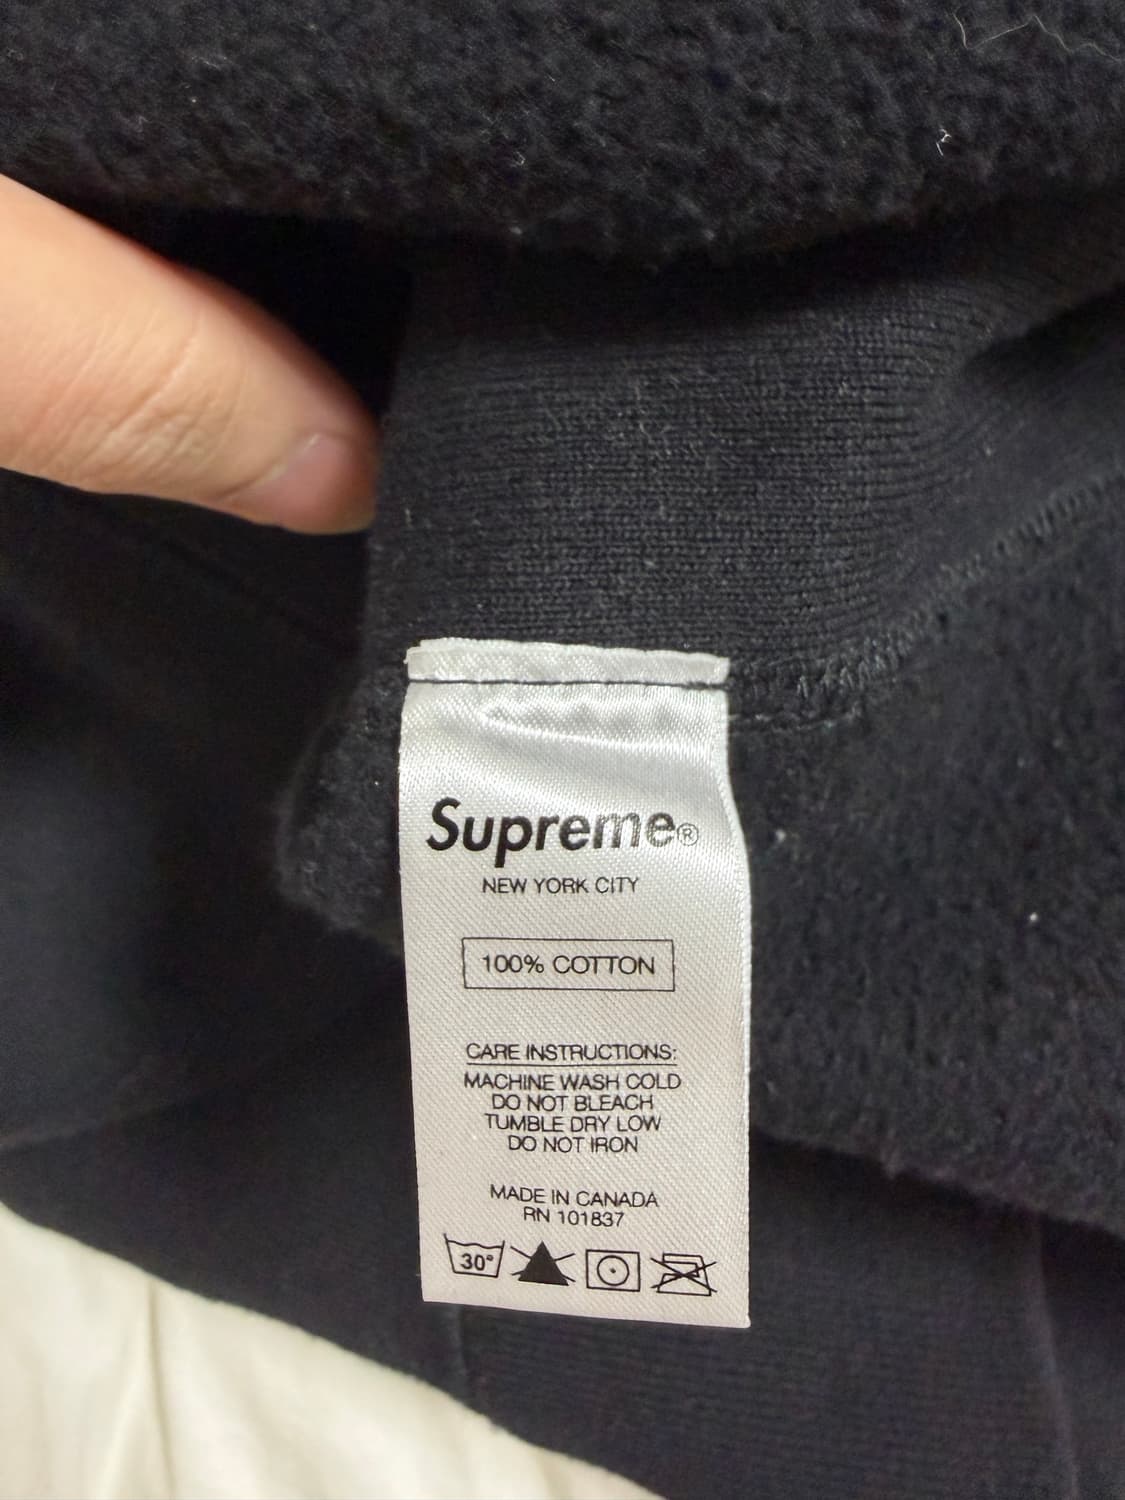 Supreme®
NEW YORK CITY
100% COTTON
CARE INSTRUCTIONS:
MACHINE WASH COLD
DO NOT BLEACH
TUMBLE DRY LOW
DO NOT IRON
MADE IN CANADA
RN 101837
30°